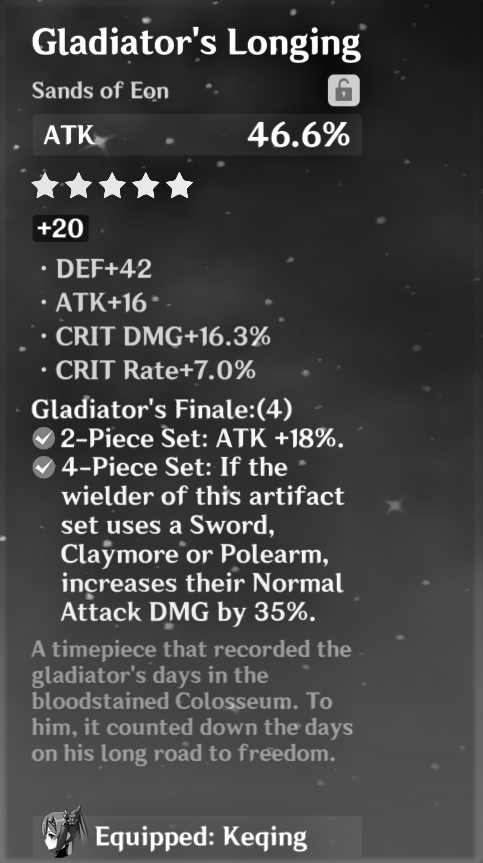 Gladiator's Longing
Sands of Eon
ATK 46.6%
+20
· DEF+42
· ATK+16
· CRIT DMG+16.3%
· CRIT Rate+7.0%
Gladiator's Finale:(4)
2-Piece Set: ATK +18%.
4-Piece Set: If the
wielder of this artifact
set uses a Sword,
Claymore or Polearm,
increases their Normal
Attack DMG by 35%.
A timepiece that recorded the
gladiator's days in the
bloodstained Colosseum. To
him, it counted down the days
on his long road to freedom.
Equipped: Keqing